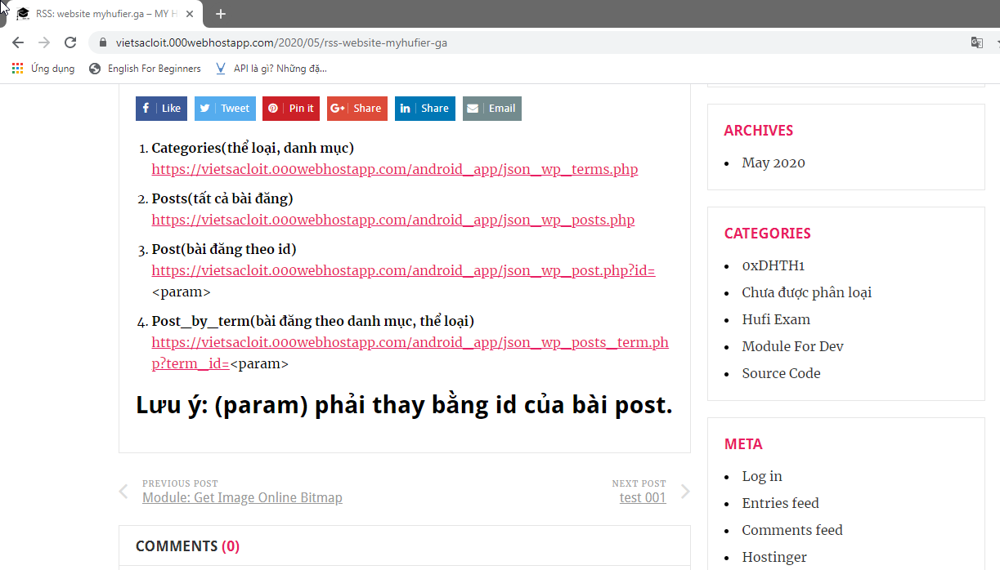 RSS: website myhufier.ga – MY H
vietsacloit.000webhostapp.com/2020/05/rss-website-myhufier-ga
Ứng dụng
English For Beginners
API là gì? Những đặ...
Like
Tweet
Pin it
Share
Share
Email
1. Categories(thể loại, danh mục)
https://vietsacloit.000webhostapp.com/android_app/json_wp_terms.php
2. Posts(tất cả bài đăng)
https://vietsacloit.000webhostapp.com/android_app/json_wp_posts.php
3. Post(bài đăng theo id)
https://vietsacloit.000webhostapp.com/android_app/json_wp_post.php?id=
<param>
4. Post_by_term(bài đăng theo danh mục, thể loại)
https://vietsacloit.000webhostapp.com/android_app/json_wp_posts_term.ph
p?term_id=<param>
Lưu ý: (param) phải thay bằng id của bài post.
PREVIOUS POST
Module: Get Image Online Bitmap
NEXT POST
test 001
COMMENTS (0)
ARCHIVES
May 2020
CATEGORIES
0xDHTH1
Chưa được phân loại
Hufi Exam
Module For Dev
Source Code
META
Log in
Entries feed
Comments feed
Hostinger